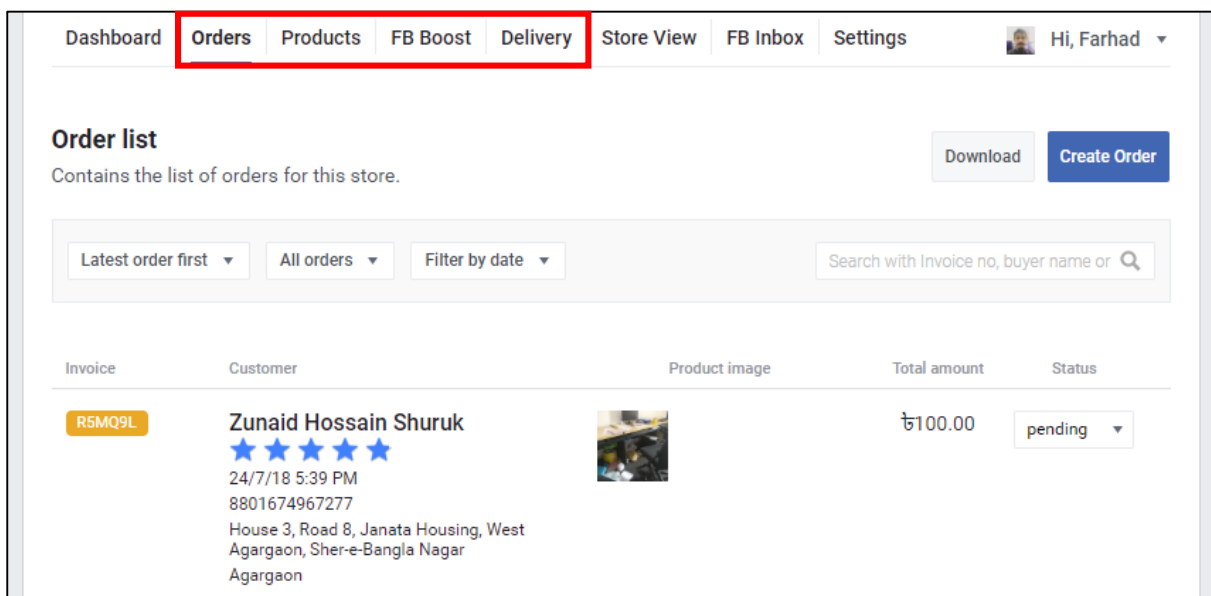 Dashboard Orders Products FB Boost Delivery Store View FB Inbox Settings Hi, Farhad
Order list
Contains the list of orders for this store.
Download Create Order
Latest order first All orders Filter by date Search with Invoice no, buyer name or
Invoice Customer Product image Total amount Status
R5MQ9L Zunaid Hossain Shuruk ৳100.00 pending
24/7/18 5:39 PM
8801674967277
House 3, Road 8, Janata Housing, West
Agargaon, Sher-e-Bangla Nagar
Agargaon